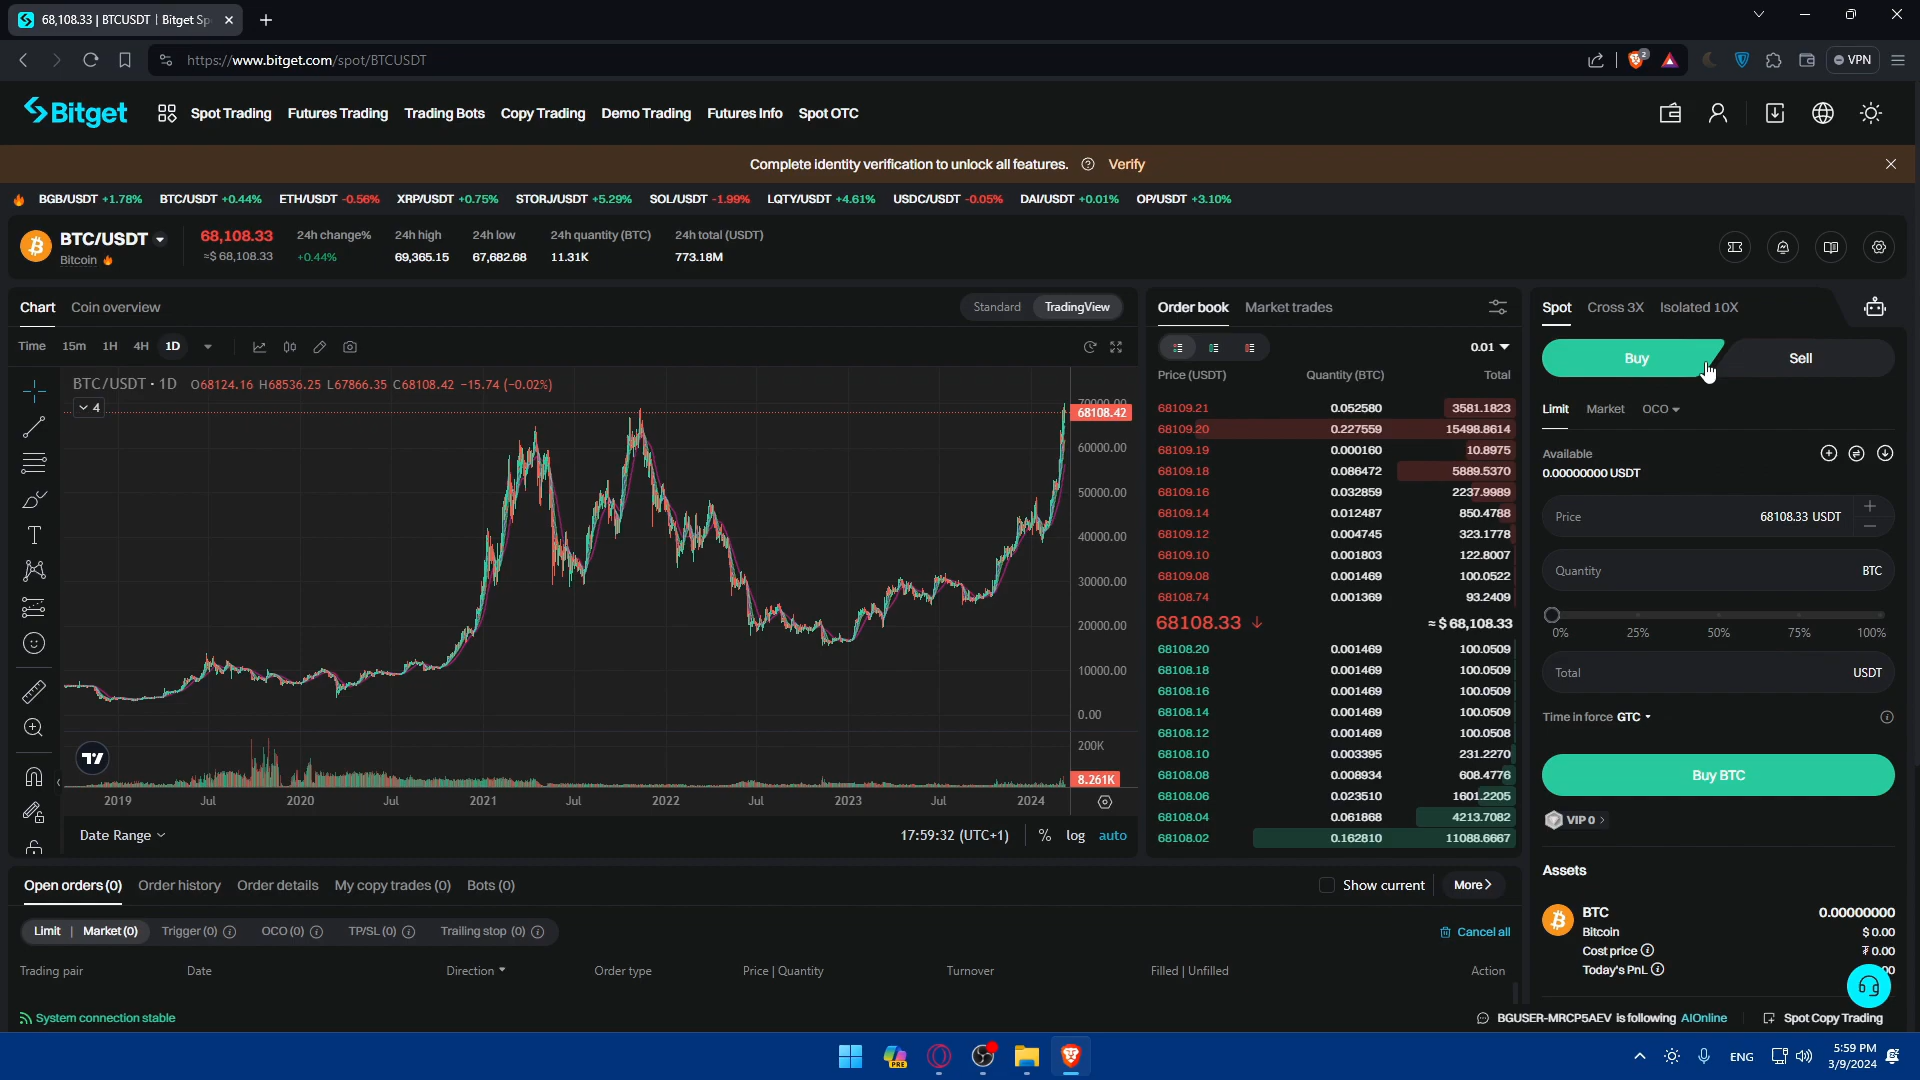 68,108.33 | BTCUSDT | Bitget Sp
https://www.bitget.com/spot/BTCUSDT
2
VPN
Bitget
Spot Trading Futures Trading Trading Bots Copy Trading Demo Trading Futures Info Spot OTC
Complete identity verification to unlock all features. Verify
BGB/USDT +1.78% BTC/USDT +0.44% ETH/USDT -0.56% XRP/USDT +0.75% STORJ/USDT +5.29% SOL/USDT -1.99% LQTY/USDT +4.61% USDC/USDT -0.05% DAI/USDT +0.01% OP/USDT +3.10%
BTC/USDT 68,108.33 24h change% 24h high 24h low 24h quantity (BTC) 24h total (USDT)
Bitcoin ≈$ 68,108.33 +0.44% 69,365.15 67,682.68 11.31K 773.18M
Chart Coin overview Standard TradingView
Time 15m 1H 4H 1D
BTC/USDT · 1D O68124.16 H68536.25 L67866.35 C68108.42 −15.74 (−0.02%)
4
70000.00
68108.42
60000.00
50000.00
40000.00
30000.00
20000.00
10000.00
0.00
200K
8.261K
2019 Jul 2020 Jul 2021 Jul 2022 Jul 2023 Jul 2024
Date Range 17:59:32 (UTC+1) % log auto
Order book Market trades
0.01
Price (USDT) Quantity (BTC) Total
68109.21 0.052580 3581.1823
68109.20 0.227559 15498.8614
68109.19 0.000160 10.8975
68109.18 0.086472 5889.5370
68109.16 0.032859 2237.9989
68109.14 0.012487 850.4788
68109.12 0.004745 323.1778
68109.10 0.001803 122.8007
68109.08 0.001469 100.0522
68108.74 0.001369 93.2409
68108.33 ↓ ≈ $ 68,108.33
68108.20 0.001469 100.0509
68108.18 0.001469 100.0509
68108.16 0.001469 100.0509
68108.14 0.001469 100.0509
68108.12 0.001469 100.0508
68108.10 0.003395 231.2270
68108.08 0.008934 608.4776
68108.06 0.023510 1601.2205
68108.04 0.061868 4213.7082
68108.02 0.162810 11088.6667
Spot Cross 3X Isolated 10X
Buy Sell
Limit Market OCO
Available
0.00000000 USDT
Price 68108.33 USDT
Quantity BTC
0% 25% 50% 75% 100%
Total USDT
Time in force GTC
Buy BTC
VIP 0 >
Assets
BTC 0.00000000
Bitcoin $ 0.00
Cost price ₮ 0.00
Today's PnL
Open orders (0) Order history Order details My copy trades (0) Bots (0) Show current More >
Limit | Market (0) Trigger (0) OCO (0) TP/SL (0) Trailing stop (0) Cancel all
Trading pair Date Direction Order type Price | Quantity Turnover Filled | Unfilled Action
System connection stable BGUSER-MRCP5AEV is following AIOnline Spot Copy Trading
PRE
ENG
5:59 PM
3/9/2024